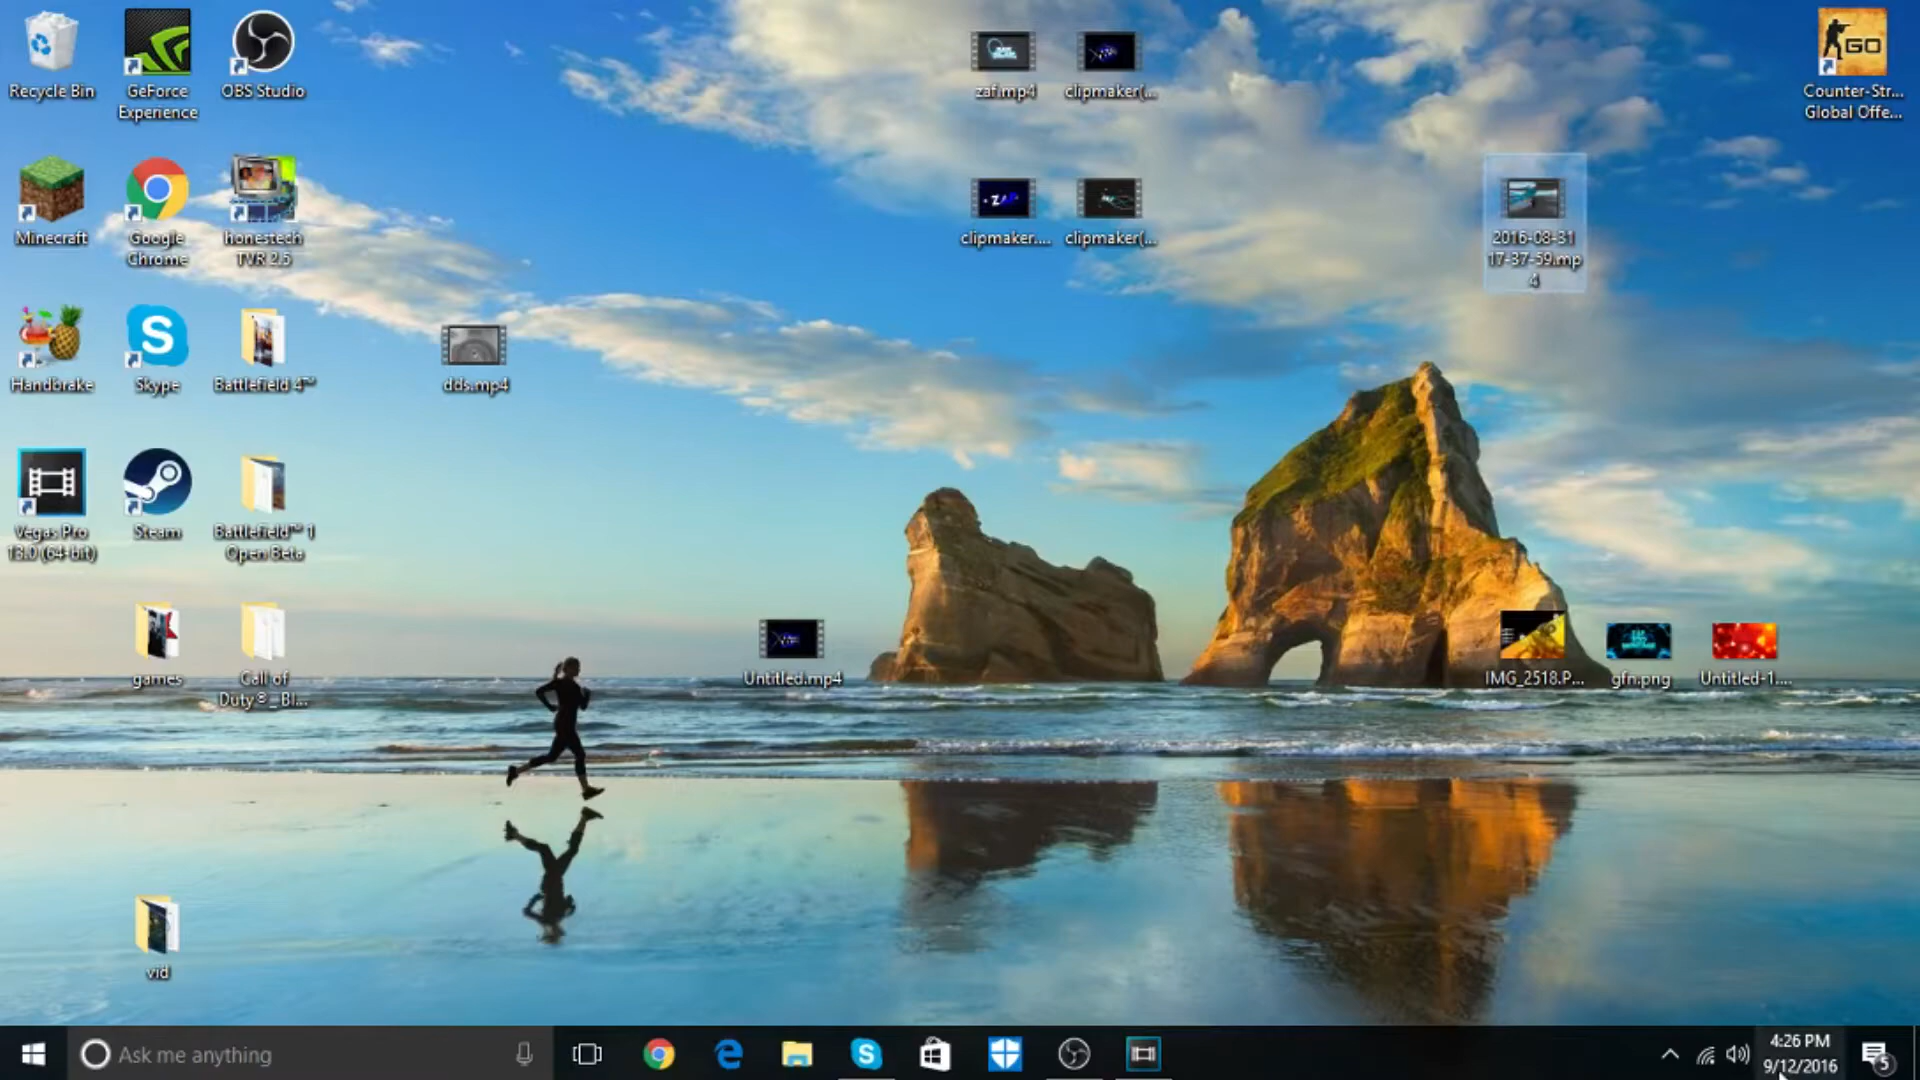 Recycle Bin
GeForce
Experience
OBS Studio
zaf.mp4
clipmaker(...
GO
Counter-Str...
Global Offe...
Minecraft
Google
Chrome
honestech
TVR 2.5
ZAP
clipmaker....
clipmaker(...
2016-08-31
17-37-59.mp
4
Handbrake
S
Skype
Battlefield 4™
dds.mp4
Vegas Pro
13.0 (64-bit)
Steam
Battlefield™ 1
Open Beta
games
Call of
Duty®_Bl...
Untitled.mp4
IMG_2518.P...
gfn.png
Untitled-1....
vid
Ask me anything
4:26 PM
9/12/2016
5